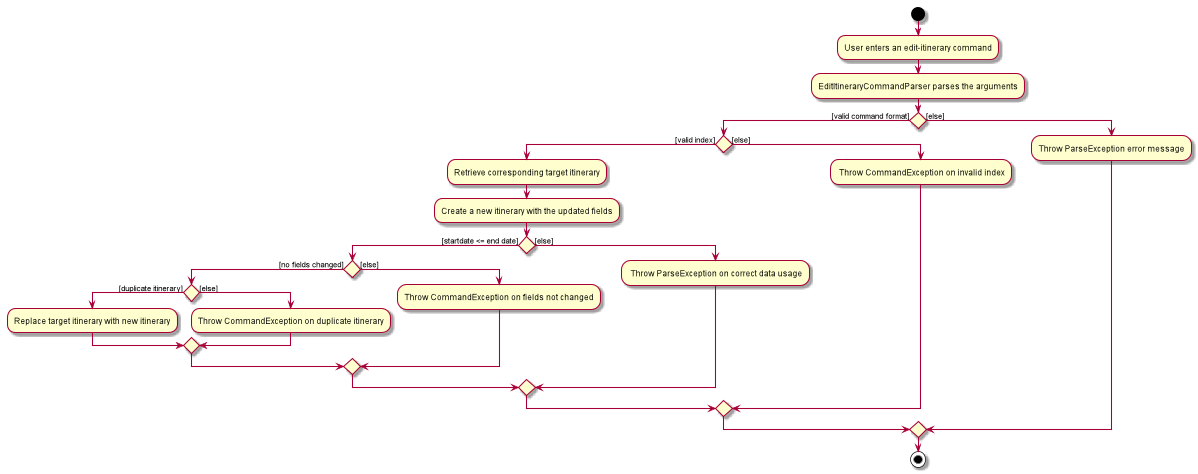 User enters an edit-itinerary command
EditItineraryCommandParser parses the arguments
[valid command format]
[else]
[valid index]
[else]
Throw ParseException error message
Retrieve corresponding target itinerary
Throw CommandException on invalid index
Create a new itinerary with the updated fields
[startdate <= end date]
[else]
[no fields changed]
[else]
Throw ParseException on correct data usage
[duplicate itinerary]
[else]
Throw CommandException on fields not changed
Replace target itinerary with new itinerary
Throw CommandException on duplicate itinerary